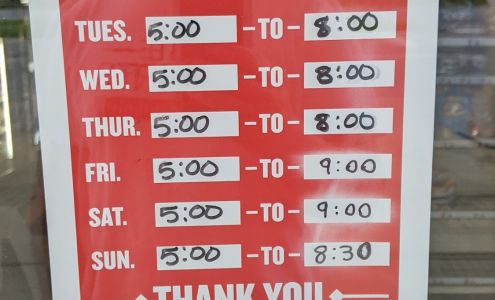 TUES. 5:00 -TO- 8:00
WED. 5:00 -TO- 8:00
THUR. 5:00 -TO- 8:00
FRI. 5:00 -TO- 9:00
SAT. 5:00 -TO- 9:00
SUN. 5:00 -TO- 8:30
THANK YOU